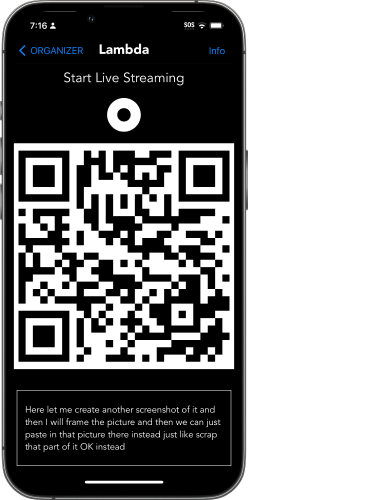 7:16
SOS
ORGANIZER
Lambda
Info
Start Live Streaming
Here let me create another screenshot of it and
then I will frame the picture and then we can just
paste in that picture there instead just like scrap
that part of it OK instead